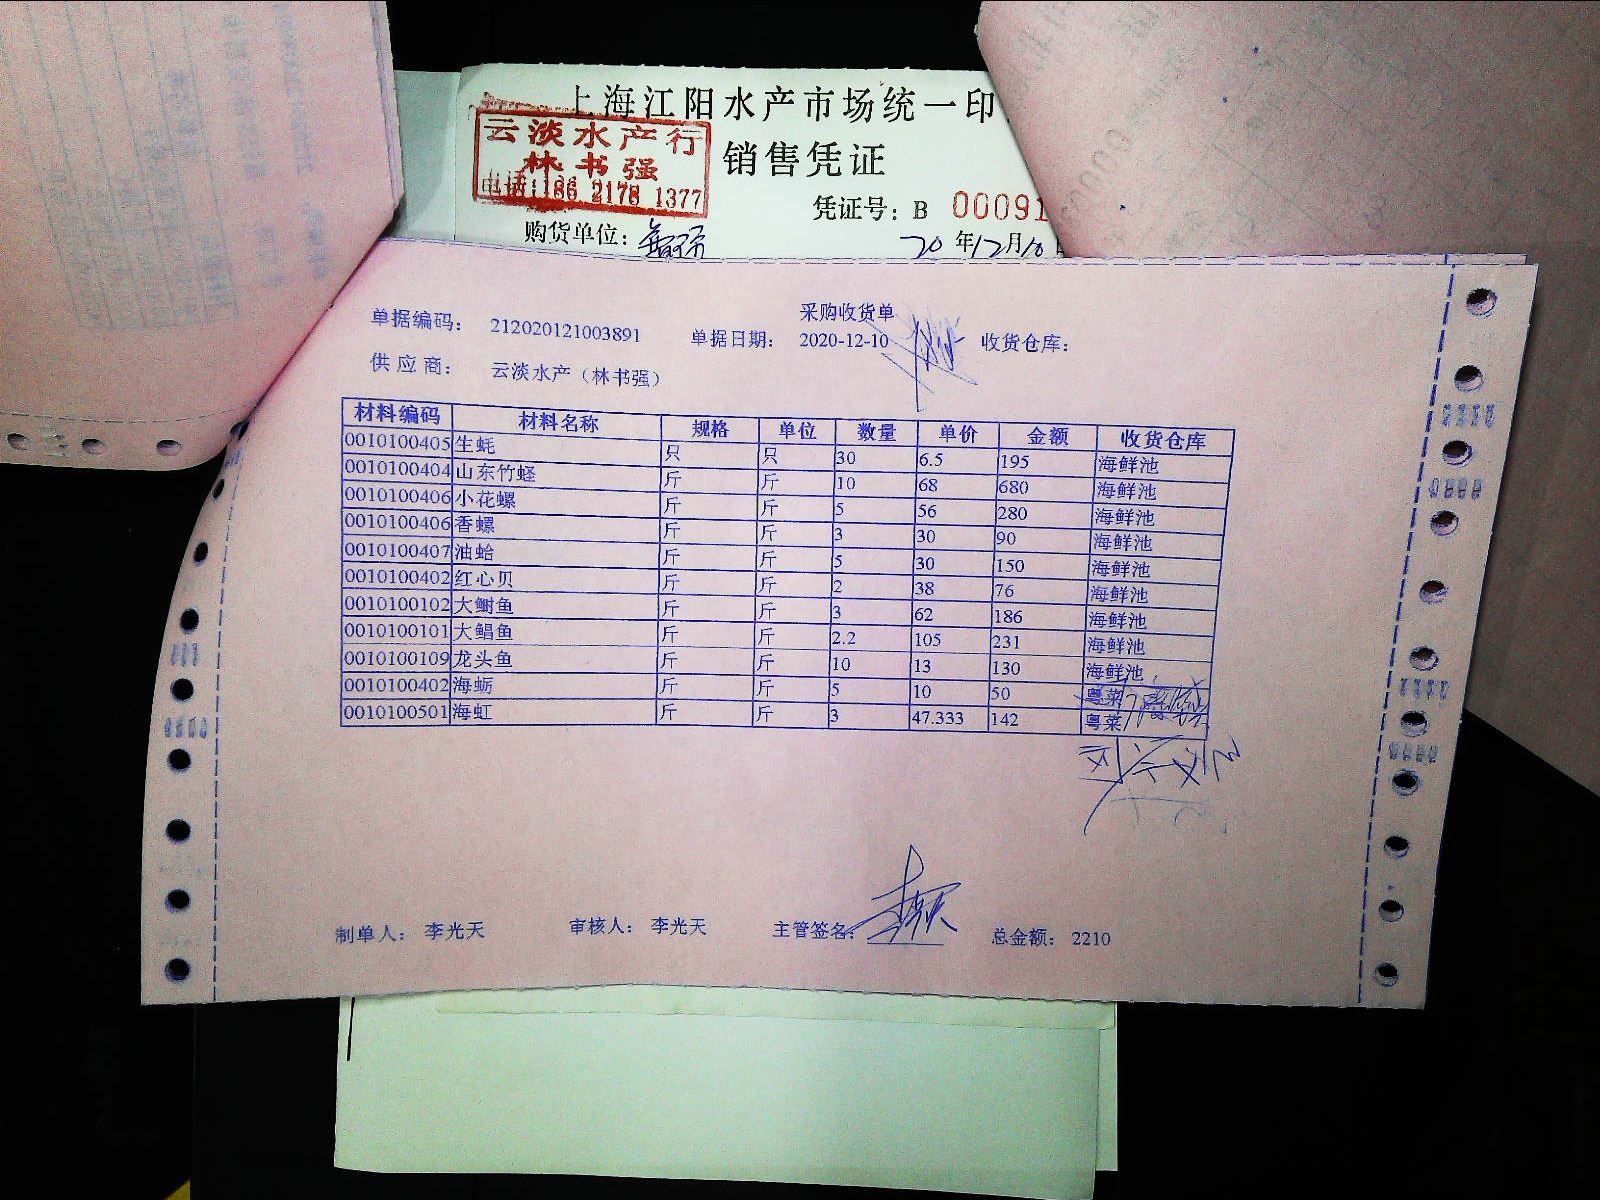 上海江阳水产市场统一印
云淡水产行
林书强
电话:186 2178 1377
销售凭证
凭证号: B 00091
购货单位:
20年12月10
采购收货单
单据编码: 212020121003891 单据日期: 2020-12-10 收货仓库:
供应商: 云淡水产（林书强）
材料编码 材料名称 规格 单位 数量 单价 金额 收货仓库
0010100405 生蚝 只 只 30 6.5 195 海鲜池
0010100404 山东竹蛏 斤 斤 10 68 680 海鲜池
0010100406 小花螺 斤 斤 5 56 280 海鲜池
0010100406 香螺 斤 斤 3 30 90 海鲜池
0010100407 油蛤 斤 斤 5 30 150 海鲜池
0010100402 红心贝 斤 斤 2 38 76 海鲜池
0010100102 大鲥鱼 斤 斤 3 62 186 海鲜池
0010100101 大鲳鱼 斤 斤 2.2 105 231 海鲜池
0010100109 龙头鱼 斤 斤 10 13 130 海鲜池
0010100402 海蛎 斤 斤 5 10 50 粤菜
0010100501 海虹 斤 斤 3 47.333 142 粤菜
制单人: 李光天 审核人: 李光天 主管签名: 总金额: 2210